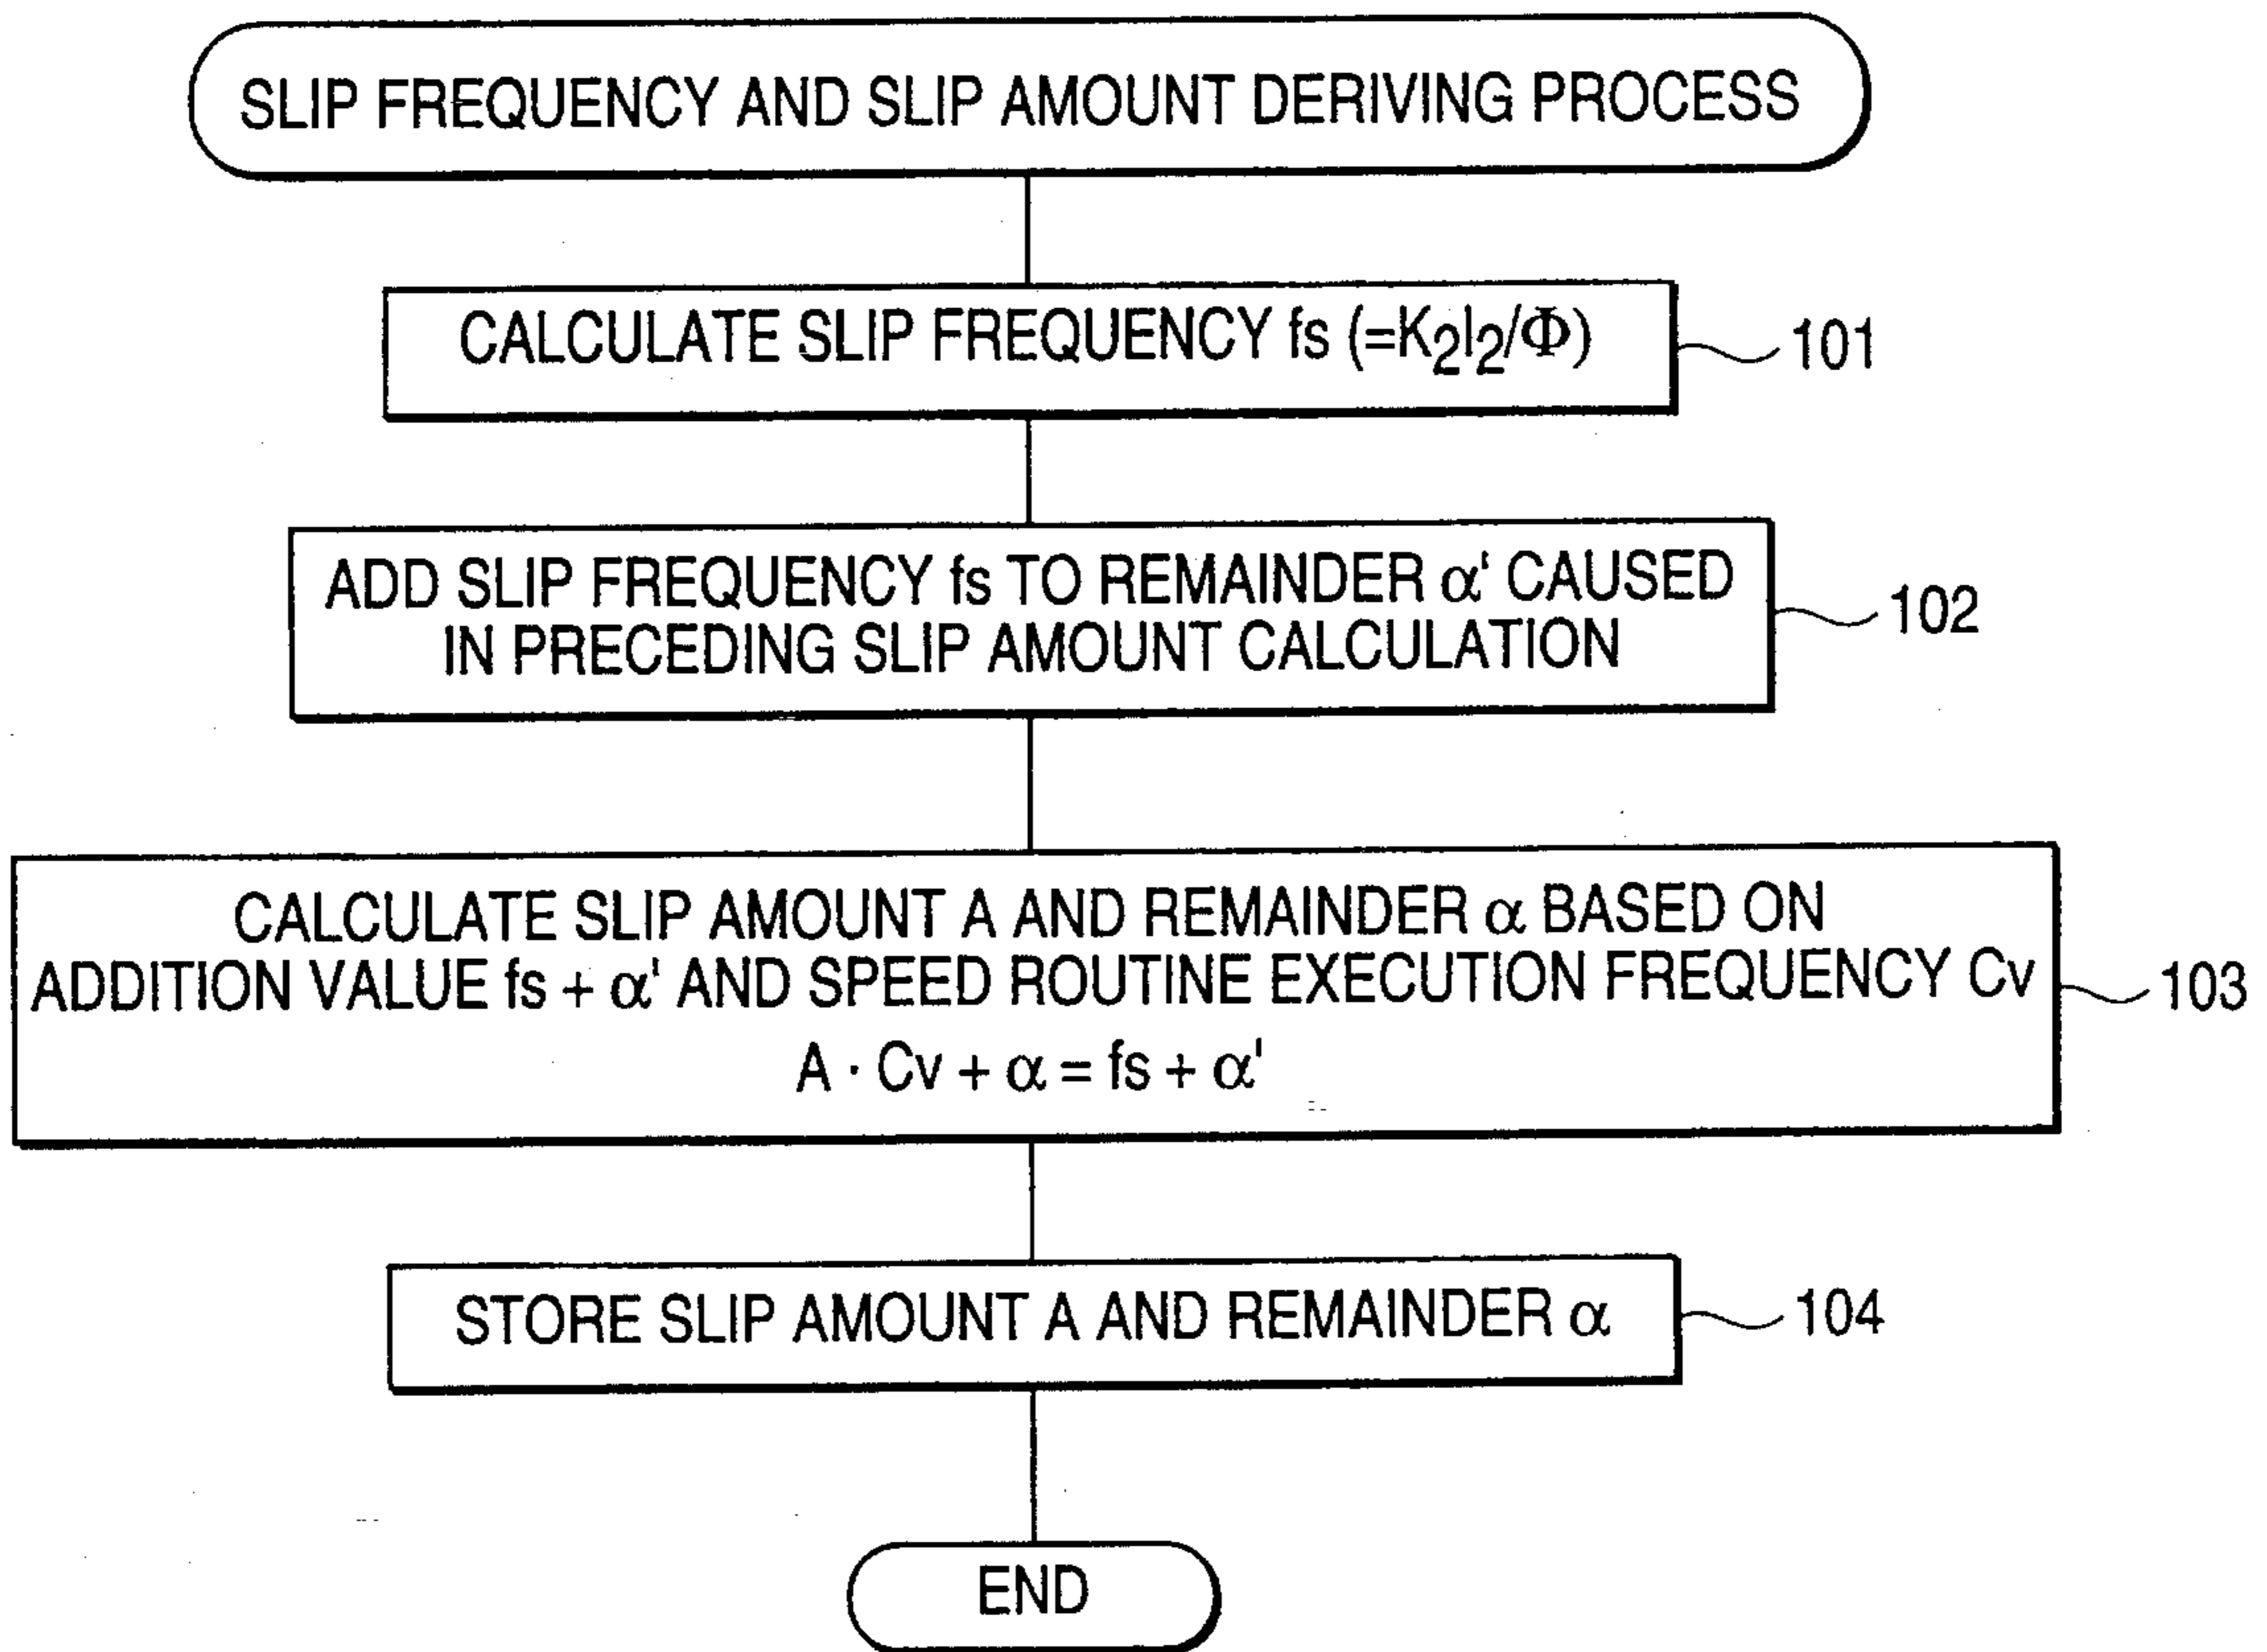 SLIP FREQUENCY AND SLIP AMOUNT DERIVING PROCESS
CALCULATE SLIP FREQUENCY fs (=K₂I₂/Φ)
101
ADD SLIP FREQUENCY fs TO REMAINDER α' CAUSED
IN PRECEDING SLIP AMOUNT CALCULATION
102
CALCULATE SLIP AMOUNT A AND REMAINDER α BASED ON
ADDITION VALUE fs + α' AND SPEED ROUTINE EXECUTION FREQUENCY Cv
A · Cv + α = fs + α'
103
STORE SLIP AMOUNT A AND REMAINDER α
104
END